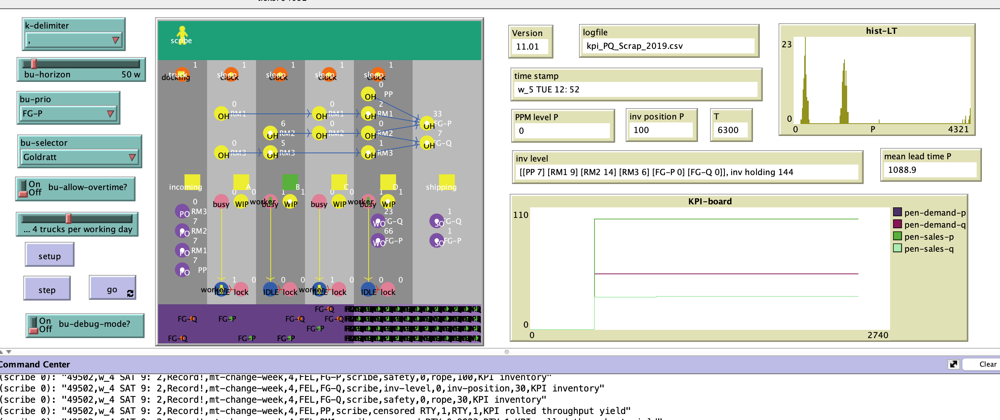 k-delimiter
,
bu-horizon 50 w
bu-prio
FG-P
bu-selector
Goldratt
On
Off
bu-allow-overtime?
... 4 trucks per working day
setup
step
go
On
Off
bu-debug-mode?
scribe
1 1 1 1 1
truck sleep sleep sleep sleep
docking clock clock clock clock
0
OH PP
0 0 2 33
OH RM1 OH RM1 OH RM1 OH FG-P
6 0 0 7
OH RM2 OH RM2 OH RM2 OH FG-Q
0 5 1
OH RM3 OH RM3 OH RM3
incoming A B C D shipping
0 0 1 1 0 0 1 1
busy WIP worker busy WIP busy WIP worker busy WIP
0 23 1
PO RM3 WO FG-Q SO FG-Q
7 66 1
PO RM2 WO FG-P SO FG-P
7
PO RM1
7
PO PP
1 0 0 0 1 0 0 0
worker IDLE lock IDLE lock worker IDLE lock IDLE lock
FG-Q
FG-Q FG-P FG-Q FG-Q
FG-P
FG-Q FG-P FG-P
Version
11.01
logfile
kpi_PQ_Scrap_2019.csv
time stamp
w_5 TUE 12: 52
PPM level P
0
inv position P
100
T
6300
hist-LT
23
0
0 P 4321
inv level
[[PP 7] [RM1 9] [RM2 14] [RM3 6] [FG-P 0] [FG-Q 0]], inv holding 144
mean lead time P
1088.9
KPI-board
110
0
0 2740
pen-demand-p
pen-demand-q
pen-sales-p
pen-sales-q
Command Center
Clear
(scribe 0): "49502,w_4 SAT 9: 2,Record!,mt-change-week,4,FEL,FG-P,scribe,safety,0,rope,100,KPI inventory"
(scribe 0): "49502,w_4 SAT 9: 2,Record!,mt-change-week,4,FEL,FG-Q,scribe,inv-level,0,inv-position,30,KPI inventory"
(scribe 0): "49502,w_4 SAT 9: 2,Record!,mt-change-week,4,FEL,FG-Q,scribe,safety,0,rope,30,KPI inventory"
(scribe 0): "49502,w_4 SAT 9: 2,Record!,mt-change-week,4,FEL,PP,scribe,censored RTY,1,RTY,1,KPI rolled throughput yield"